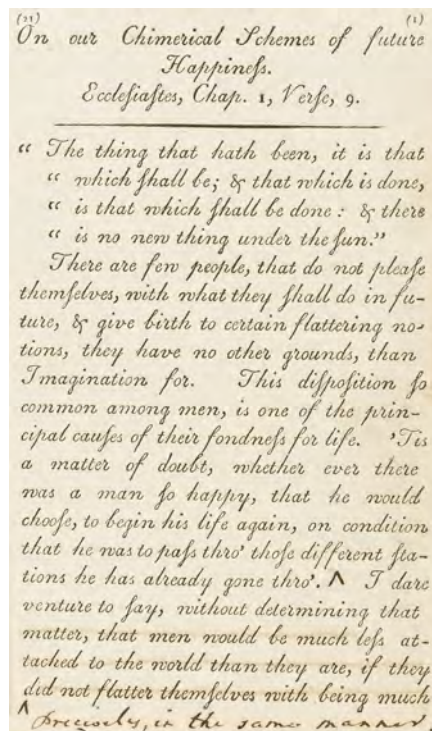 (21) (1)
On our Chimerical Schemes of future
Happineſs.
Eccleſiaſtes, Chap. 1, Verſe, 9.
“ The thing that hath been, it is that
“ which ſhall be; & that which is done,
“ is that which ſhall be done: & there
“ is no new thing under the ſun.”
There are few people, that do not pleaſe
themſelves, with what they ſhall do in fu-
ture, & give birth to certain flattering no-
tions, they have no other grounds, than
Imagination for. This diſpoſition ſo
common among men, is one of the prin-
cipal cauſes of their fondneſs for life. 'Tis
a matter of doubt, whether ever there
was a man ſo happy, that he would
chooſe, to begin his life again, on condition
that he was to paſs thro' thoſe different ſta-
tions he has already gone thro'. ^ I dare
venture to ſay, without determining that
matter, that men would be much leſs at-
tached to the world than they are, if they
did not flatter themſelves with being much
^ preciſely, in the same manner,